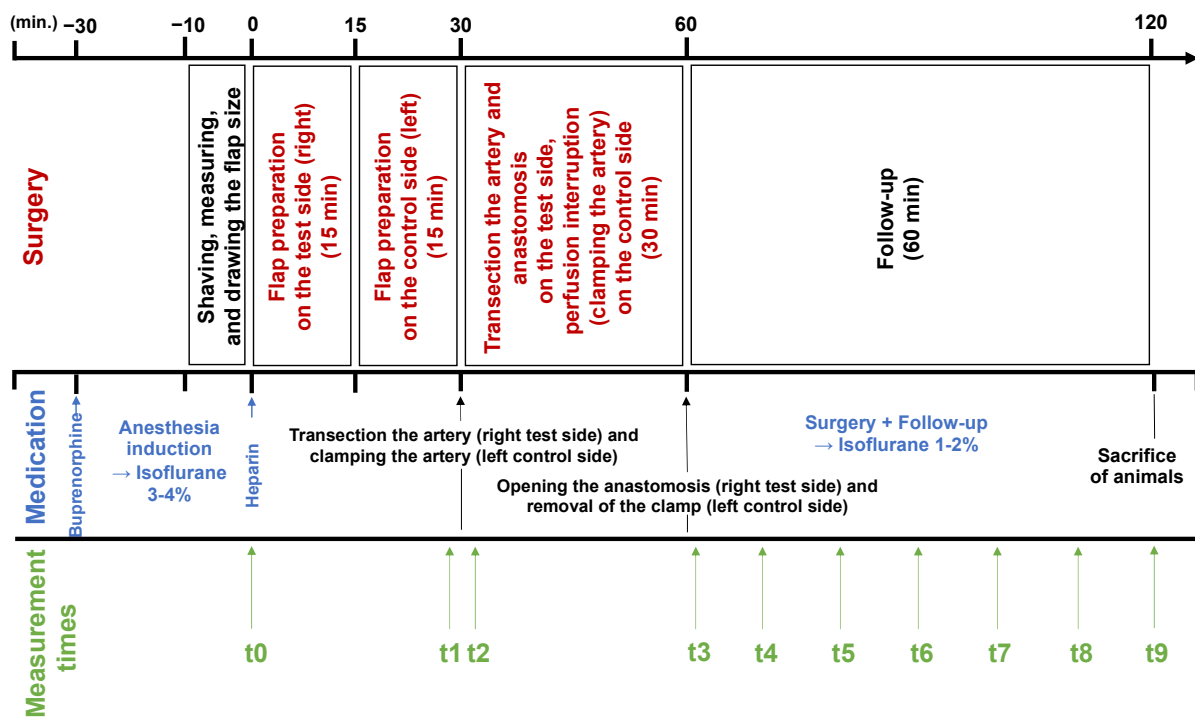 (min.) −30 −10 0 15 30 60 120
Surgery
Shaving, measuring,
and drawing the flap size
Flap preparation
on the test side (right)
(15 min)
Flap preparation
on the control side (left)
(15 min)
Transection the artery and
anastomosis
on the test side,
perfusion interruption
(clamping the artery)
on the control side
(30 min)
Follow-up
(60 min)
Medication
Buprenorphine
Anesthesia
induction
→ Isoflurane
3-4%
Heparin
Transection the artery (right test side) and
clamping the artery (left control side)
Opening the anastomosis (right test side) and
removal of the clamp (left control side)
Surgery + Follow-up
→ Isoflurane 1-2%
Sacrifice
of animals
Measurement
times
t0 t1 t2 t3 t4 t5 t6 t7 t8 t9